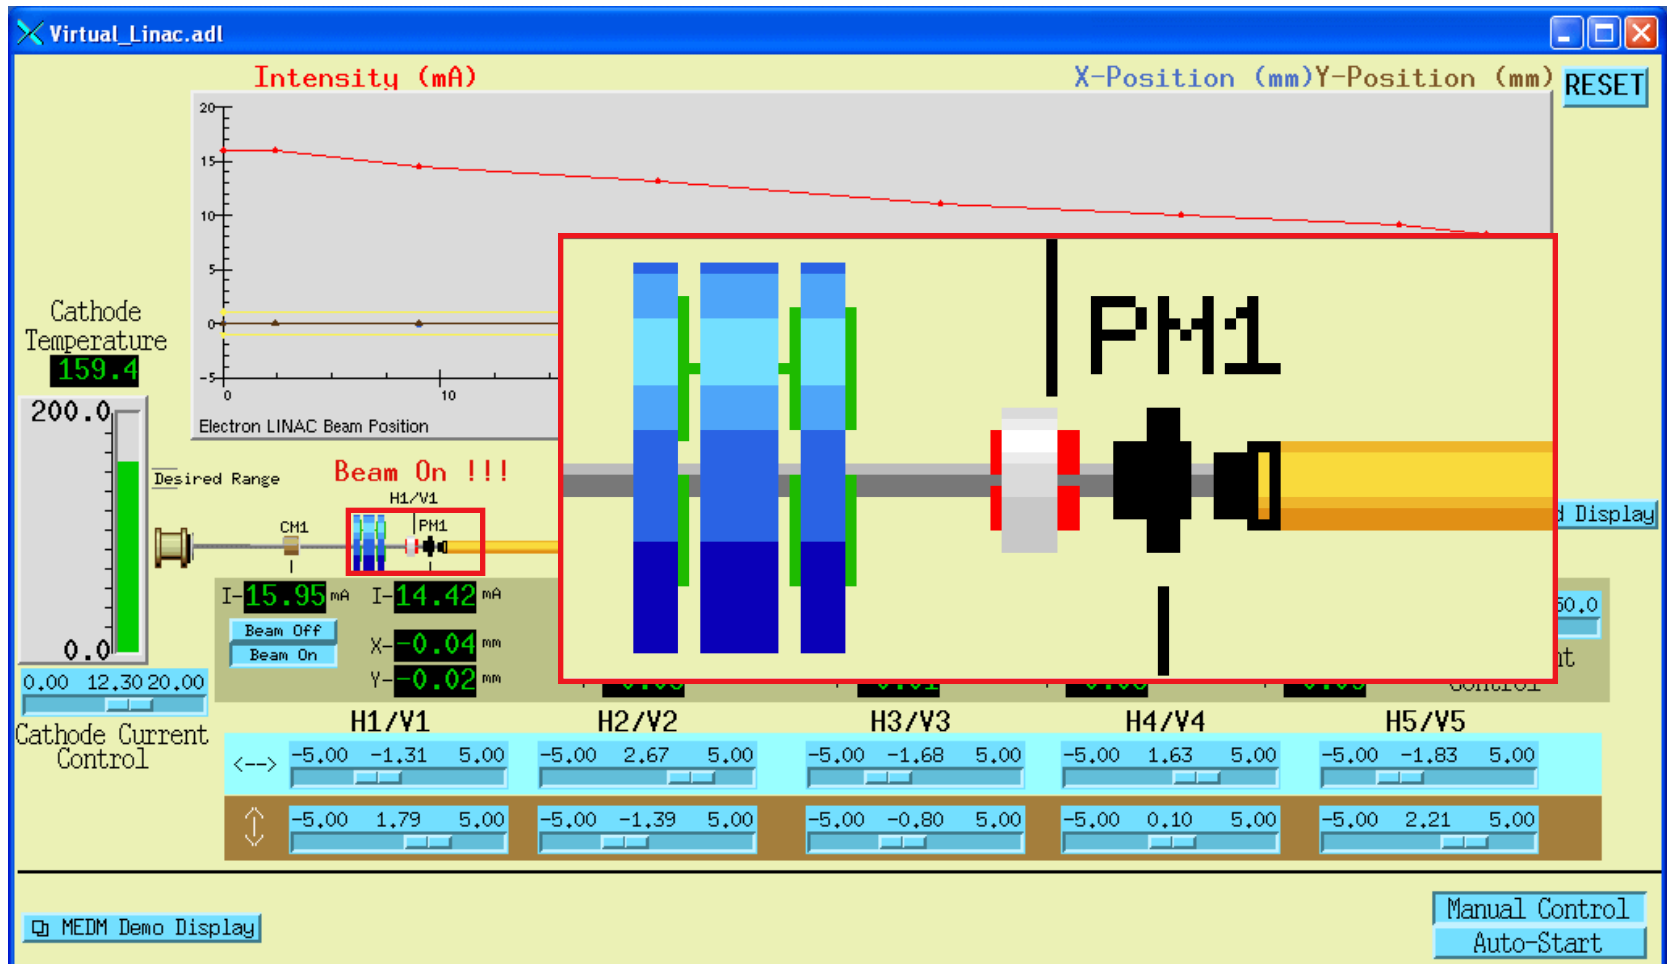 Virtual_Linac.adl
Intensity (mA)
X-Position (mm)Y-Position (mm)
RESET
20
15
10
5
0
-5
0
10
Electron LINAC Beam Position
Cathode
Temperature
159.4
200.0
0.0
Desired Range
Beam On !!!
H1/V1
CM1
PM1
PM1
d Display
I-15.95 mA
I-14.42 mA
Beam Off
Beam On
X--0.04 mm
Y--0.02 mm
50.0
0.00 12.30 20.00
Cathode Current
Control
H1/V1
H2/V2
H3/V3
H4/V4
H5/V5
<-->
-5.00 -1.31 5.00
-5.00 2.67 5.00
-5.00 -1.68 5.00
-5.00 1.63 5.00
-5.00 -1.83 5.00
-5.00 1.79 5.00
-5.00 -1.39 5.00
-5.00 -0.80 5.00
-5.00 0.10 5.00
-5.00 2.21 5.00
MEDM Demo Display
Manual Control
Auto-Start